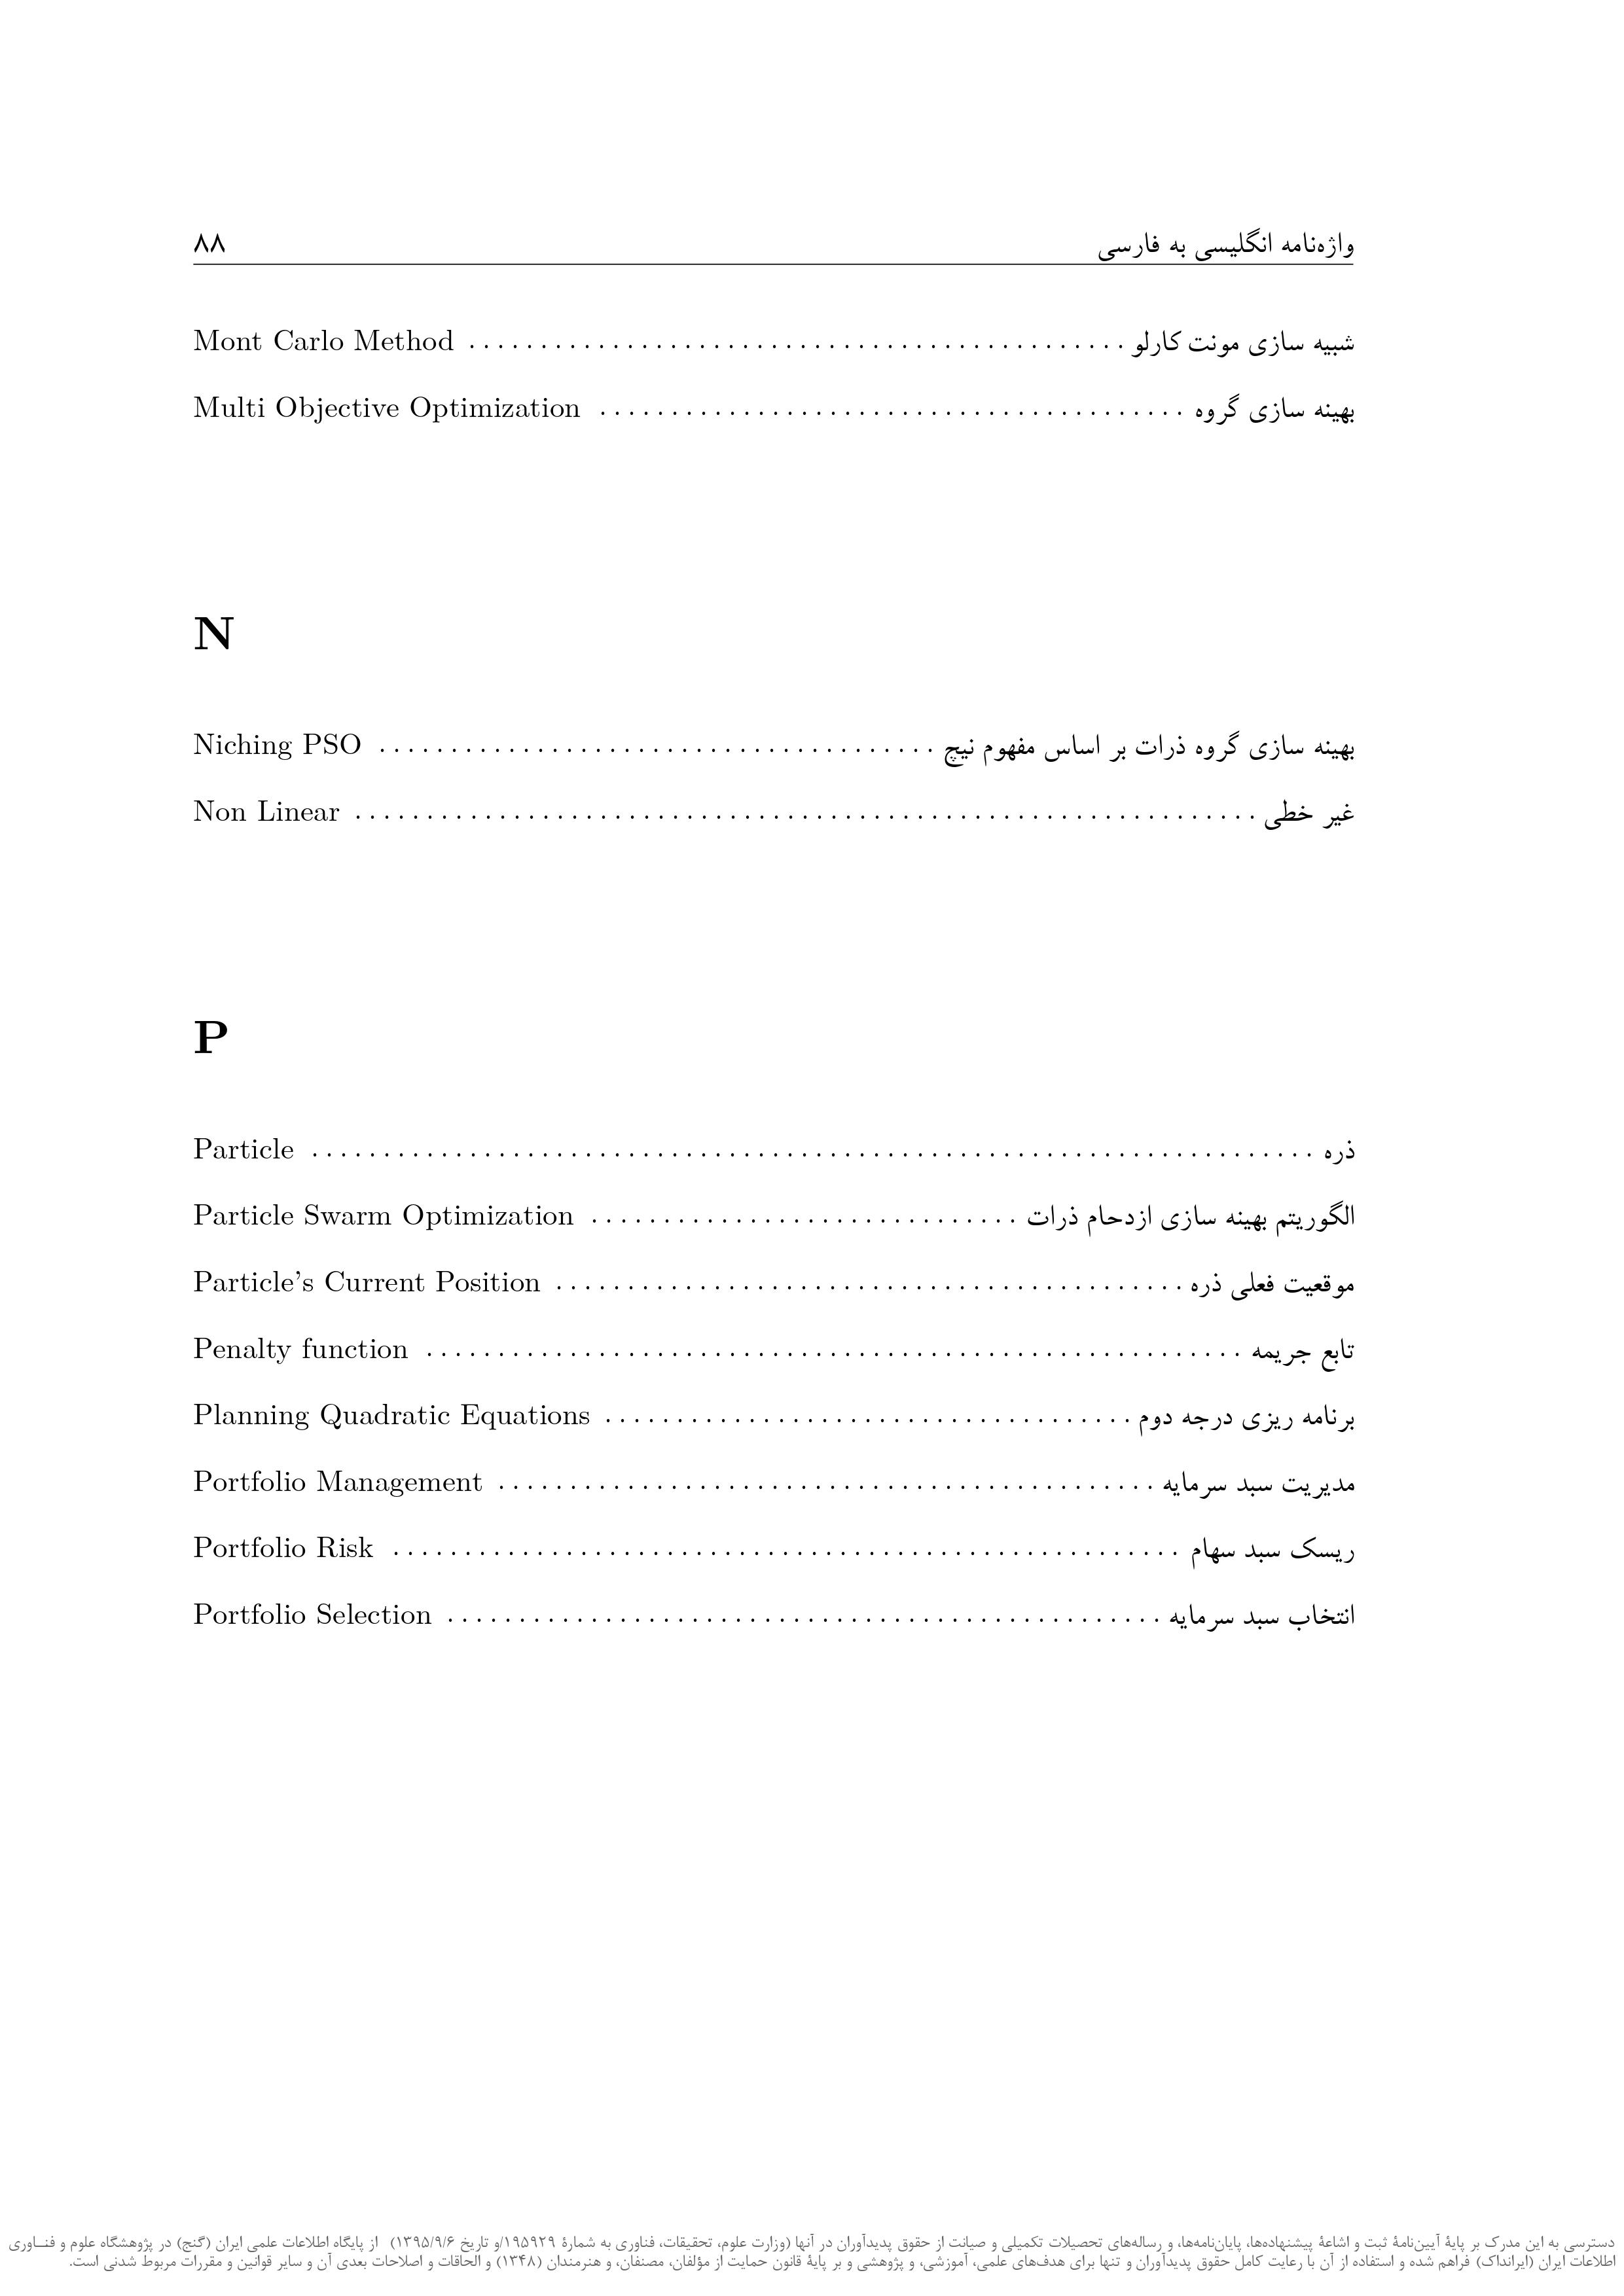 واژه‌نامه انگلیسی به فارسی ۸۸
Mont Carlo Method . . . . . . . . . . شبیه سازی مونت کارلو
Multi Objective Optimization . . . . . . . . . . بهینه سازی گروه
N
Niching PSO . . . . . . . . . . بهینه سازی گروه ذرات بر اساس مفهوم نیچ
Non Linear . . . . . . . . . . غیر خطی
P
Particle . . . . . . . . . . ذره
Particle Swarm Optimization . . . . . . . . . . الگوریتم بهینه سازی ازدحام ذرات
Particle's Current Position . . . . . . . . . . موقعیت فعلی ذره
Penalty function . . . . . . . . . . تابع جریمه
Planning Quadratic Equations . . . . . . . . . . برنامه ریزی درجه دوم
Portfolio Management . . . . . . . . . . مدیریت سبد سرمایه
Portfolio Risk . . . . . . . . . . ریسک سبد سهام
Portfolio Selection . . . . . . . . . . انتخاب سبد سرمایه
دسترسی به این مدرک بر پایهٔ آیین‌نامهٔ ثبت و اشاعهٔ پیشنهاده‌ها، پایان‌نامه‌ها، و رساله‌های تحصیلات تکمیلی و صیانت از حقوق پدیدآوران در آنها (وزارت علوم، تحقیقات، فناوری به شمارهٔ ۱۹۵۹۲۹/و تاریخ ۱۳۹۵/۹/۶) از پایگاه اطلاعات علمی ایران (گنج) در پژوهشگاه علوم و فنـــاوری
اطلاعات ایران (ایرانداک) فراهم شده و استفاده از آن با رعایت کامل حقوق پدیدآوران و تنها برای هدف‌های علمی، آموزشی، و پژوهشی و بر پایهٔ قانون حمایت از مؤلفان، مصنفان، و هنرمندان (۱۳۴۸) و الحاقات و اصلاحات بعدی آن و سایر قوانین و مقررات مربوط شدنی است.